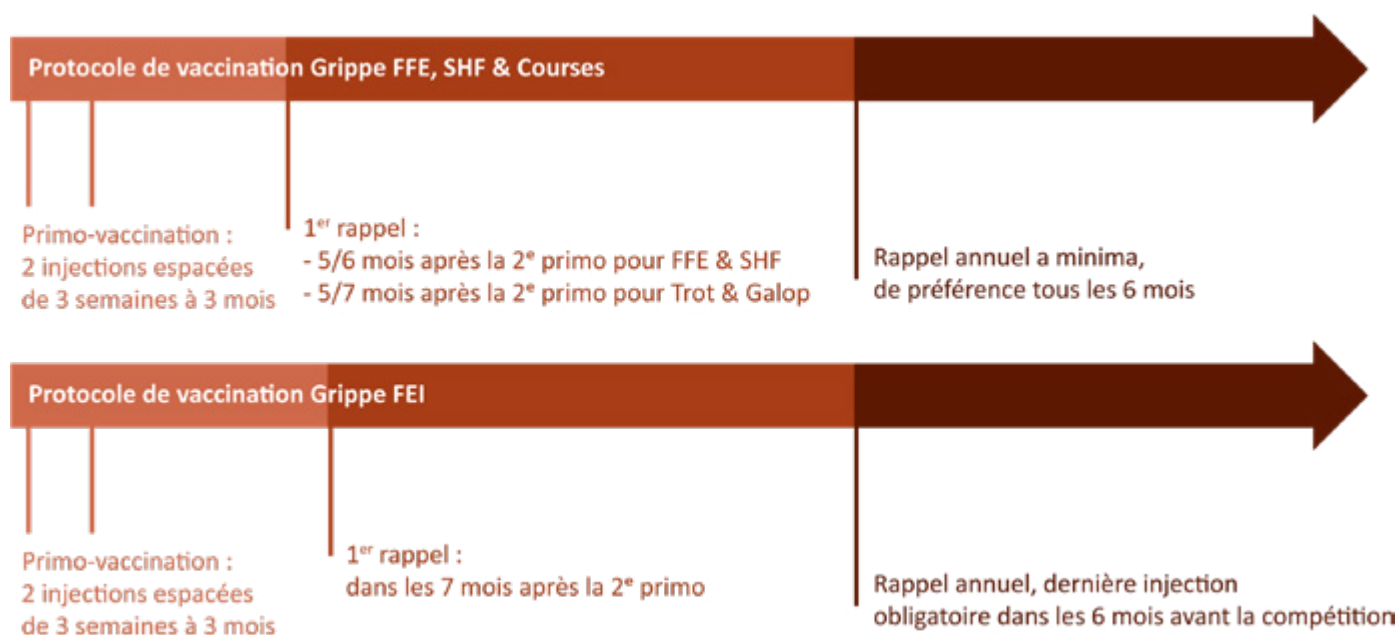 Protocole de vaccination Grippe FFE, SHF & Courses
Primo-vaccination :
2 injections espacées
de 3 semaines à 3 mois
1er rappel :
- 5/6 mois après la 2e primo pour FFE & SHF
- 5/7 mois après la 2e primo pour Trot & Galop
Rappel annuel a minima,
de préférence tous les 6 mois
Protocole de vaccination Grippe FEI
Primo-vaccination :
2 injections espacées
de 3 semaines à 3 mois
1er rappel :
dans les 7 mois après la 2e primo
Rappel annuel, dernière injection
obligatoire dans les 6 mois avant la compétition